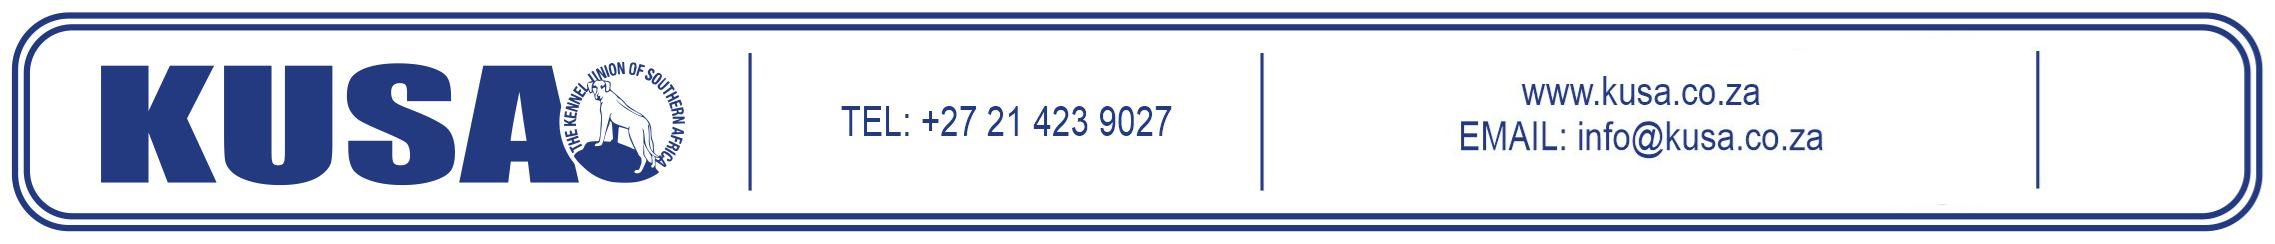 KUSA
THE KENNEL UNION OF SOUTHERN AFRICA
TEL: +27 21 423 9027
www.kusa.co.za
EMAIL: info@kusa.co.za